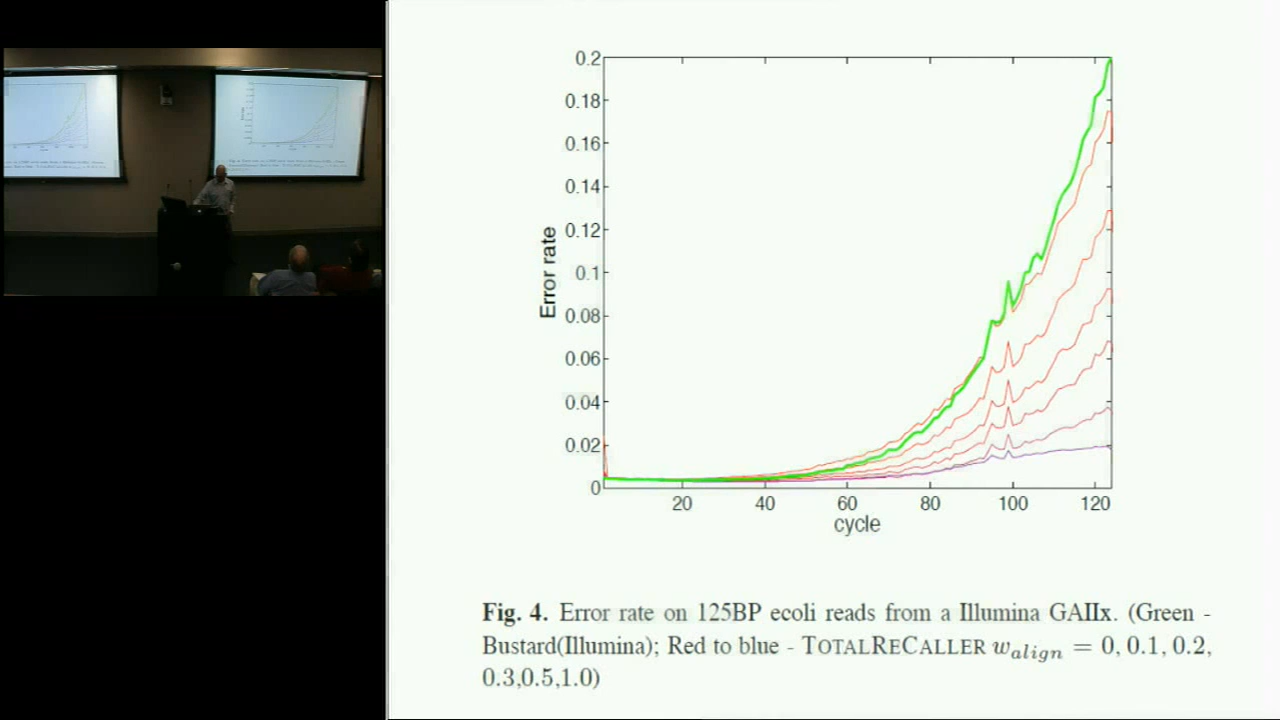 0.2
0.18
0.16
0.14
0.12
0.1
0.08
0.06
0.04
0.02
0
Error rate
20 40 60 80 100 120
cycle
Fig. 4. Error rate on 125BP ecoli reads from a Illumina GAIIx. (Green -
Bustard(Illumina); Red to blue - TOTALRECALLER walign = 0, 0.1, 0.2,
0.3,0.5,1.0)